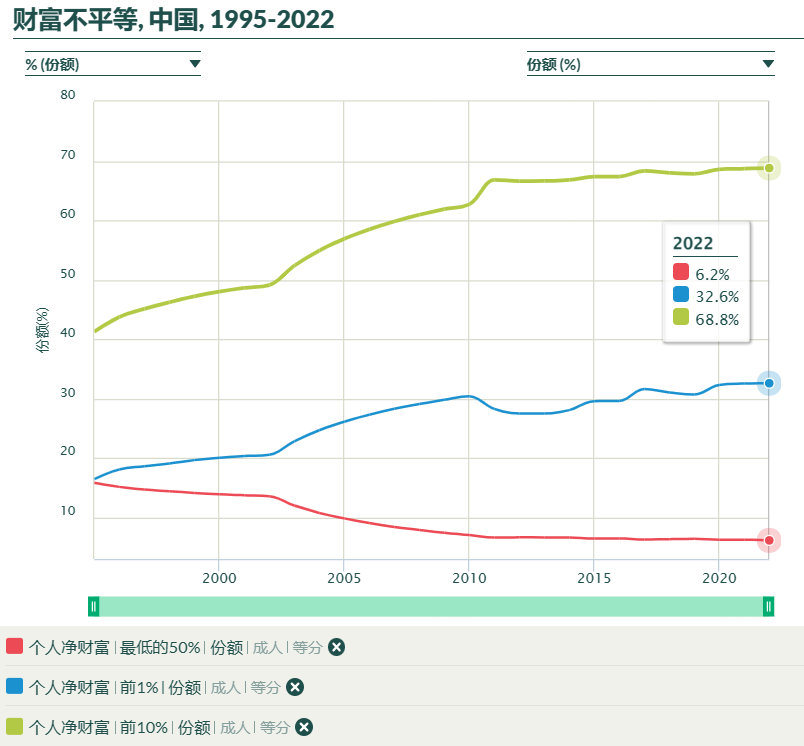 财富不平等, 中国, 1995-2022
% (份额) 份额 (%)
80
70
60
50
40
30
20
10
份额(%)
2022
6.2%
32.6%
68.8%
2000 2005 2010 2015 2020
个人净财富 | 最低的50% | 份额 | 成人 | 等分
个人净财富 | 前1% | 份额 | 成人 | 等分
个人净财富 | 前10% | 份额 | 成人 | 等分